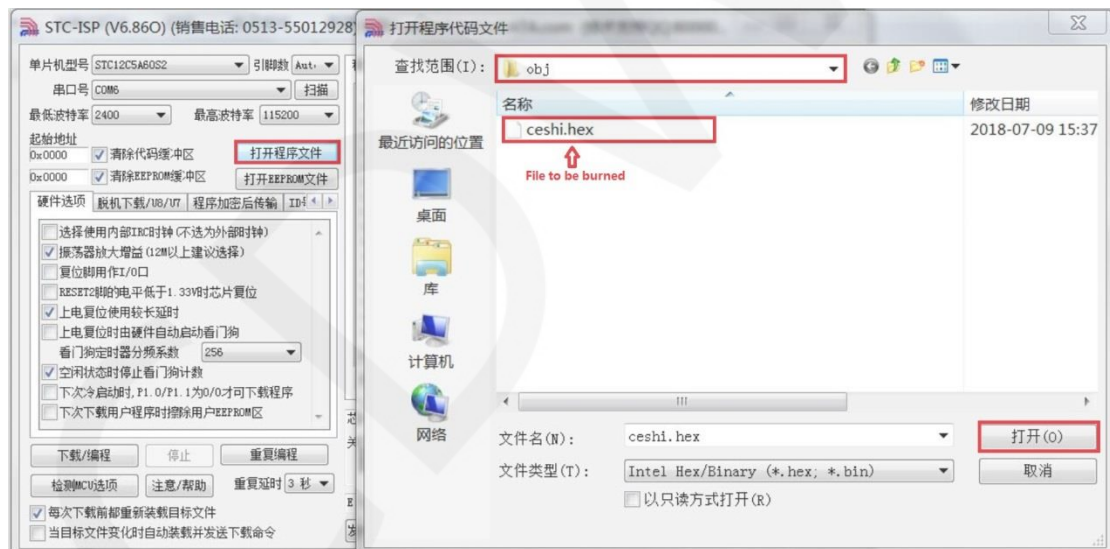 STC-ISP (V6.86O) (销售电话: 0513-55012928)
单片机型号 STC12C5A60S2 引脚数 Aut
串口号 COM6 扫描
最低波特率 2400 最高波特率 115200
起始地址
0x0000 清除代码缓冲区 打开程序文件
0x0000 清除EEPROM缓冲区 打开EEPROM文件
硬件选项 脱机下载/U8/U7 程序加密后传输
选择使用内部IRC时钟(不选为外部时钟)
振荡器放大增益(12M以上建议选择)
复位脚用作I/O口
RESET2脚的电平低于1.33V时芯片复位
上电复位使用较长延时
上电复位时由硬件自动启动看门狗
看门狗定时器分频系数 256
空闲状态时停止看门狗计数
下次冷启动时,P1.0/P1.1为0/0才可下载程序
下次下载用户程序时擦除用户EEPROM区
下载/编程 停止 重复编程
检测MCU选项 注意/帮助 重复延时 3 秒
每次下载前都重新装载目标文件
当目标文件变化时自动装载并发送下载命令
打开程序代码文件
查找范围(I): obj
最近访问的位置
桌面
库
计算机
网络
名称 修改日期
ceshi.hex 2018-07-09 15:37
File to be burned
文件名(N): ceshi.hex 打开(O)
文件类型(T): Intel Hex/Binary (*.hex; *.bin) 取消
以只读方式打开(R)